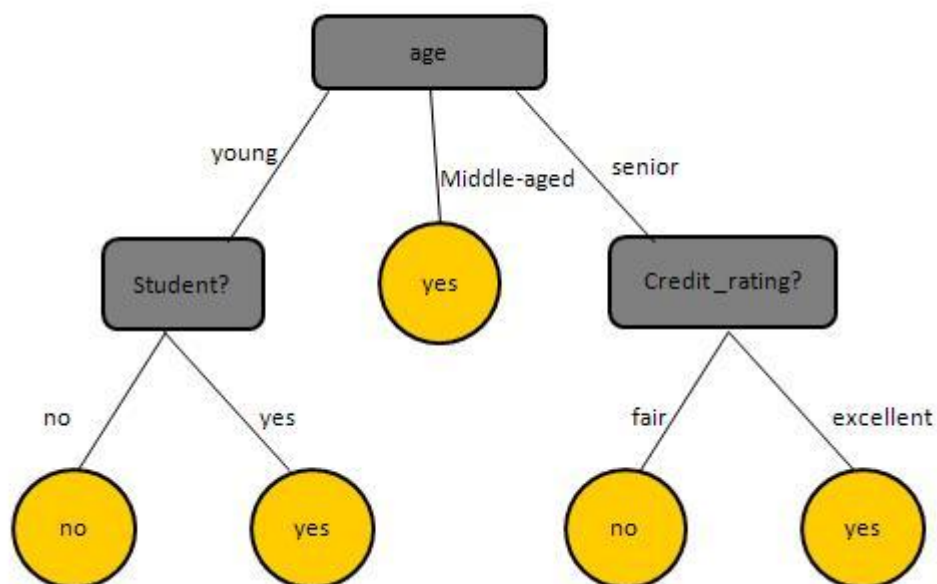 age
young
Middle-aged
senior
Student?
yes
Credit_rating?
no
yes
fair
excellent
no
yes
no
yes